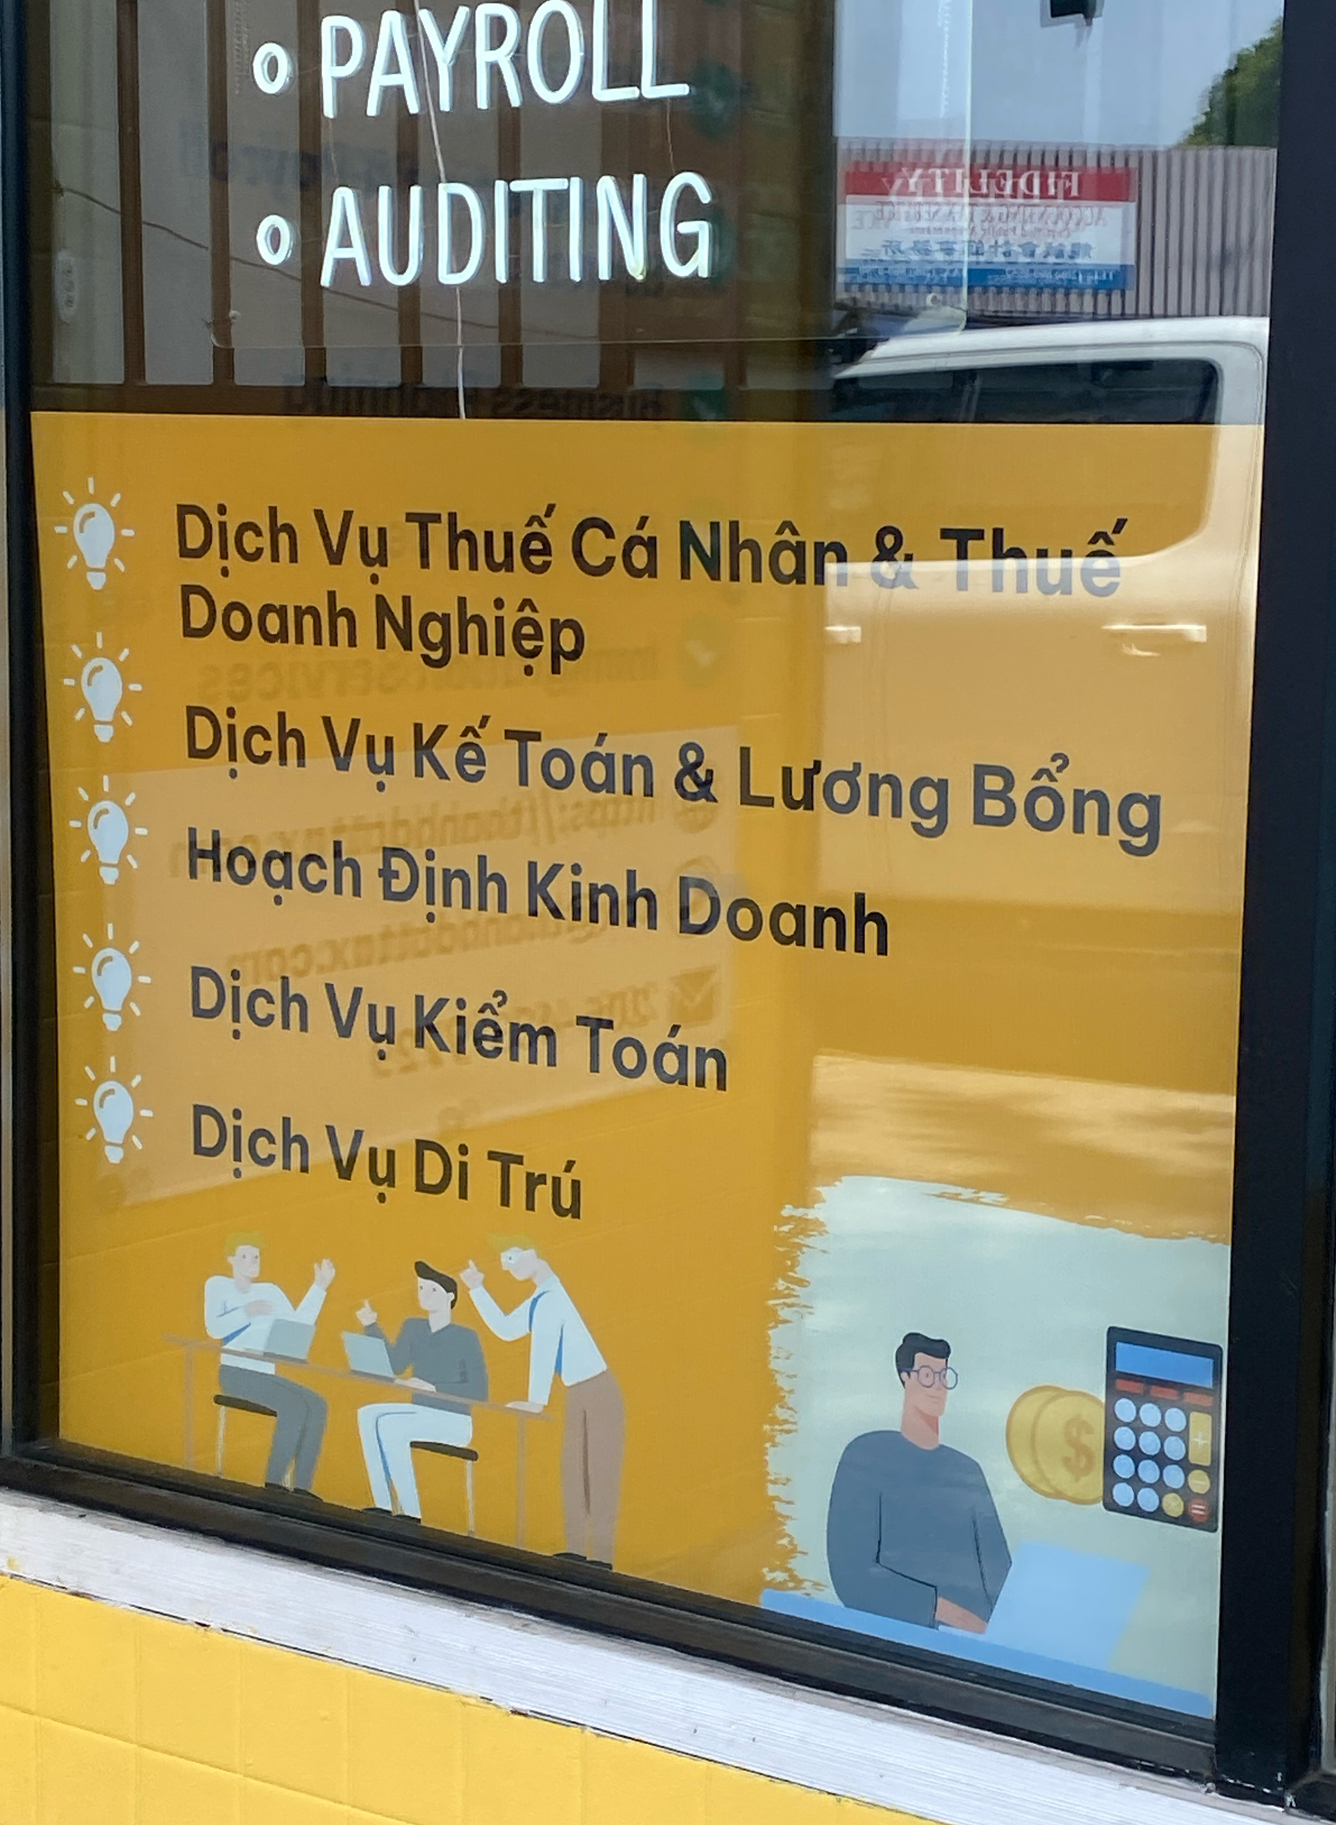 PAYROLL
AUDITING
FIDELITY
Dịch Vụ Thuế Cá Nhân & Thuế
Doanh Nghiệp
Dịch Vụ Kế Toán & Lương Bổng
Hoạch Định Kinh Doanh
Dịch Vụ Kiểm Toán
Dịch Vụ Di Trú